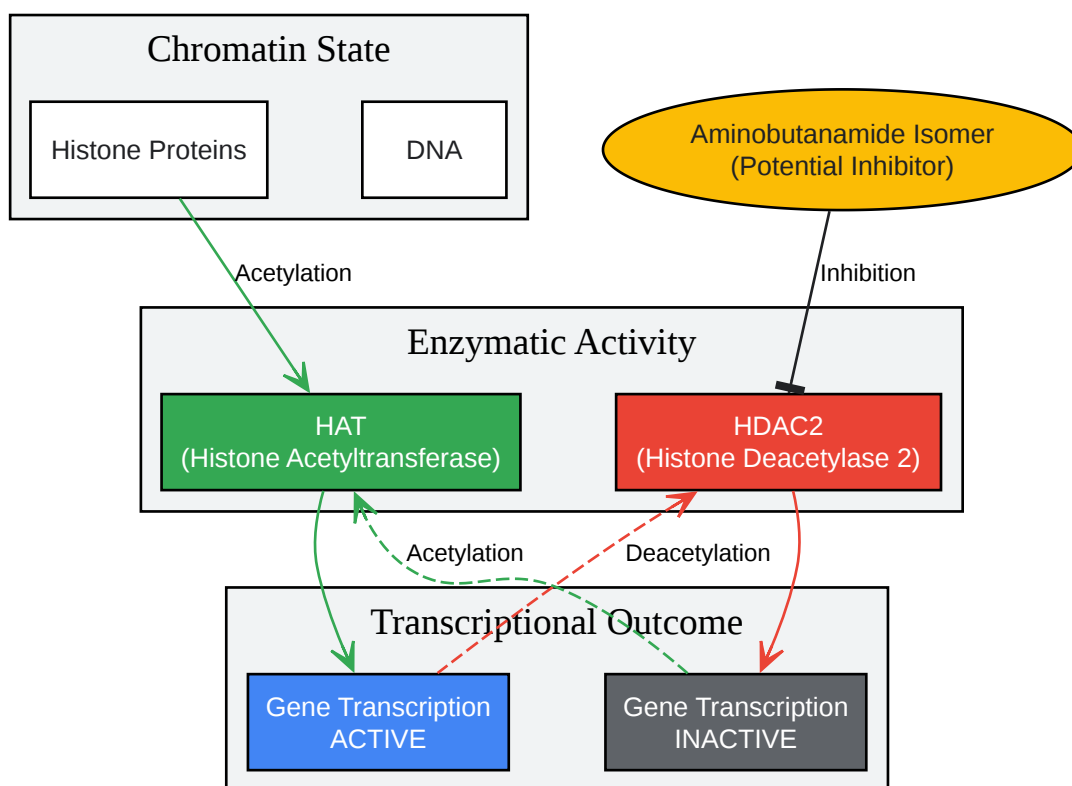 Chromatin State
Histone Proteins
DNA
Aminobutanamide Isomer
(Potential Inhibitor)
Acetylation
Inhibition
Enzymatic Activity
HAT
(Histone Acetyltransferase)
HDAC2
(Histone Deacetylase 2)
Acetylation
Deacetylation
Transcriptional Outcome
Gene Transcription
ACTIVE
Gene Transcription
INACTIVE